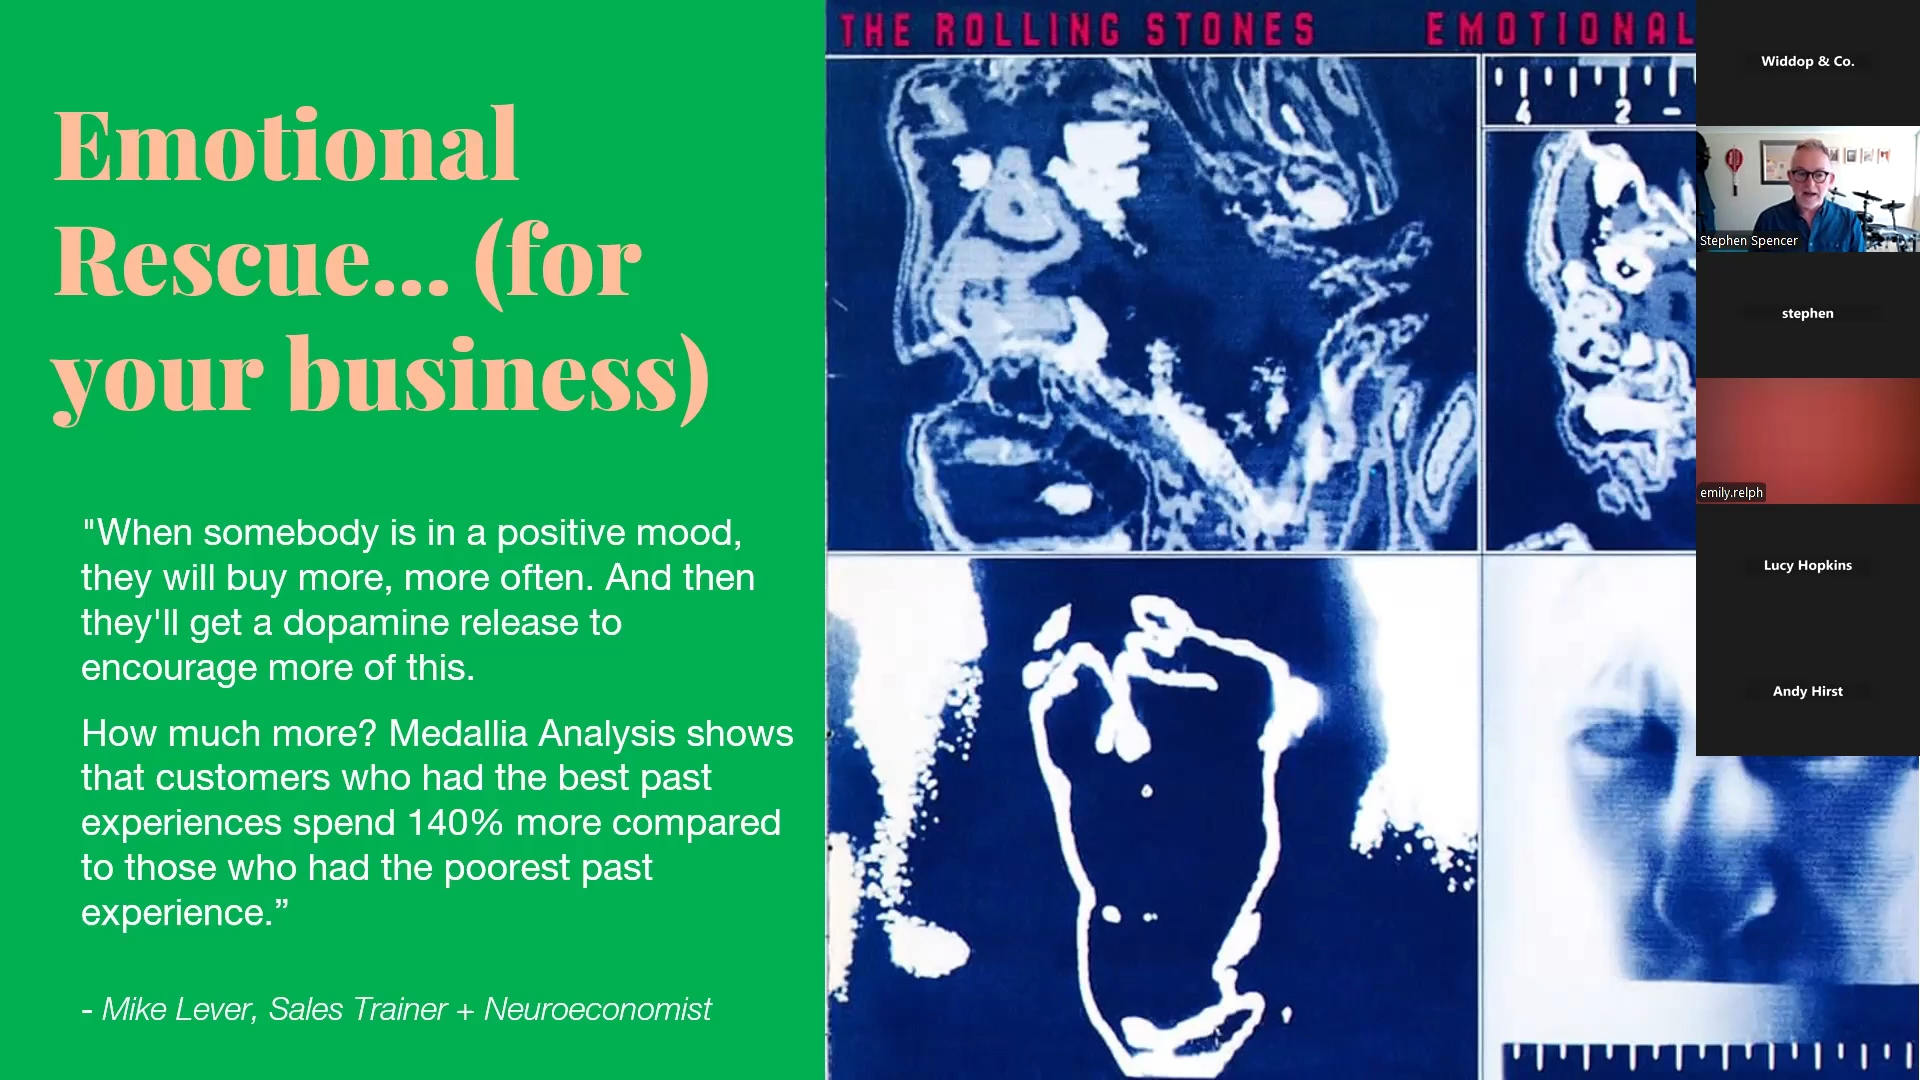 Emotional
Rescue... (for
your business)
"When somebody is in a positive mood,
they will buy more, more often. And then
they'll get a dopamine release to
encourage more of this.
How much more? Medallia Analysis shows
that customers who had the best past
experiences spend 140% more compared
to those who had the poorest past
experience.”
- Mike Lever, Sales Trainer + Neuroeconomist
THE ROLLING STONES EMOTIONAL
4 2
Widdop & Co.
Stephen Spencer
stephen
emily.relph
Lucy Hopkins
Andy Hirst